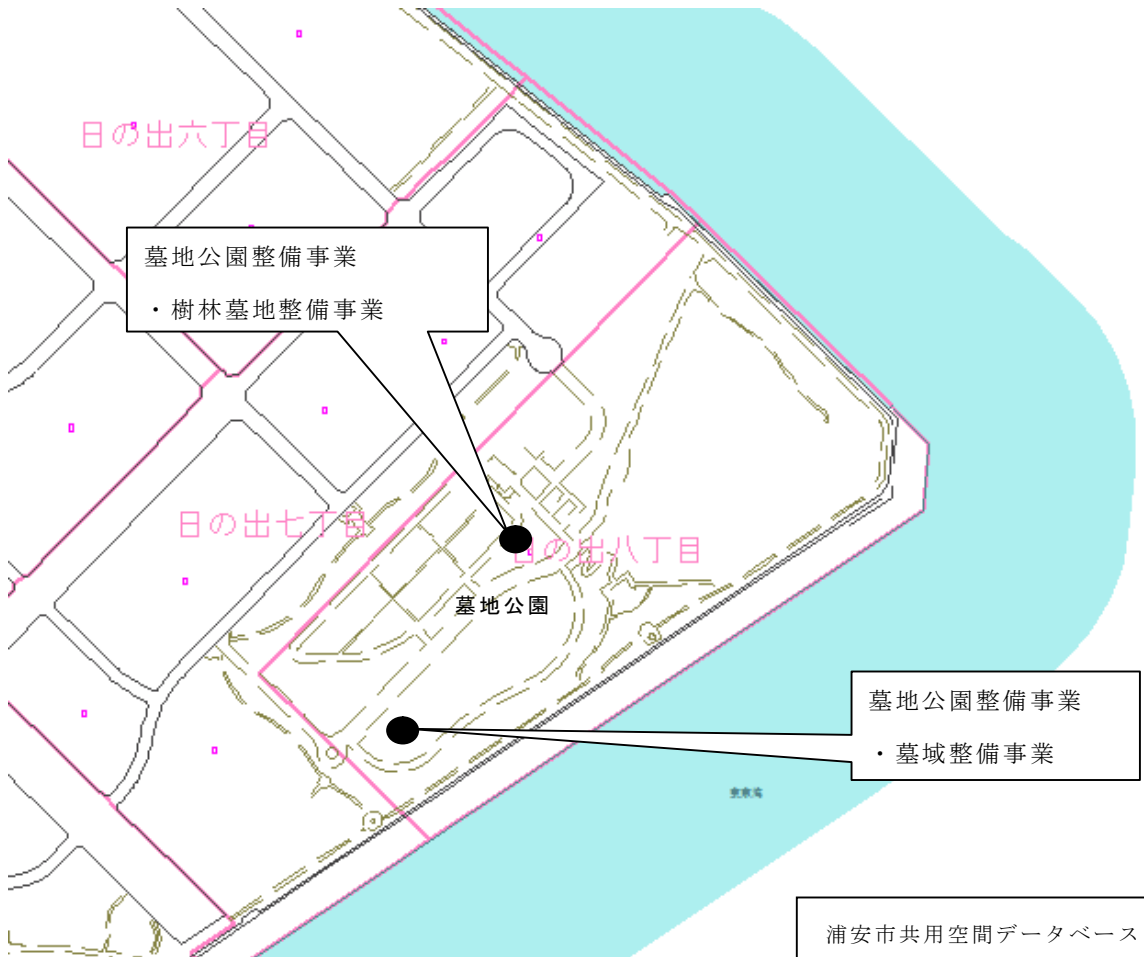 日の出六丁目
墓地公園整備事業
・樹林墓地整備事業
日の出七丁目
日の出八丁目
墓地公園
墓地公園整備事業
・墓域整備事業
東京湾
浦安市共用空間データベース